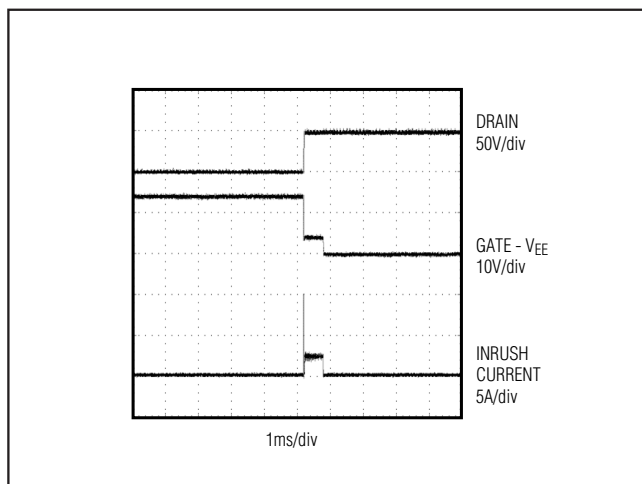 DRAIN
50V/div
GATE - VEE
10V/div
INRUSH
CURRENT
5A/div
1ms/div